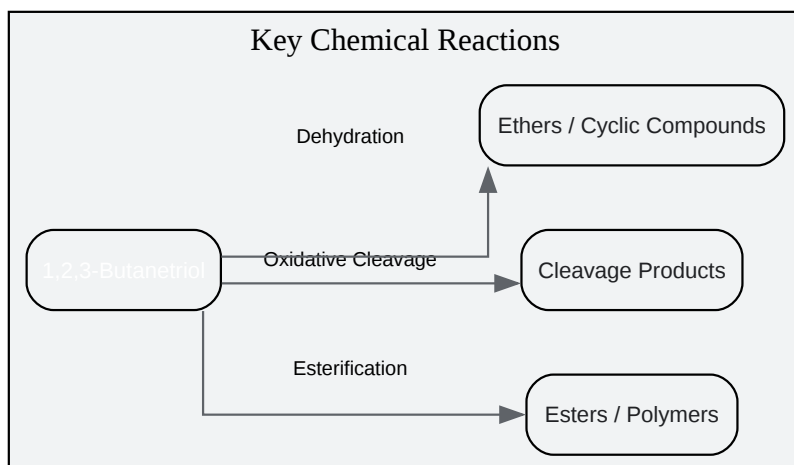 Key Chemical Reactions
Dehydration
Ethers / Cyclic Compounds
1,2,3-Butanetriol
Oxidative Cleavage
Cleavage Products
Esterification
Esters / Polymers